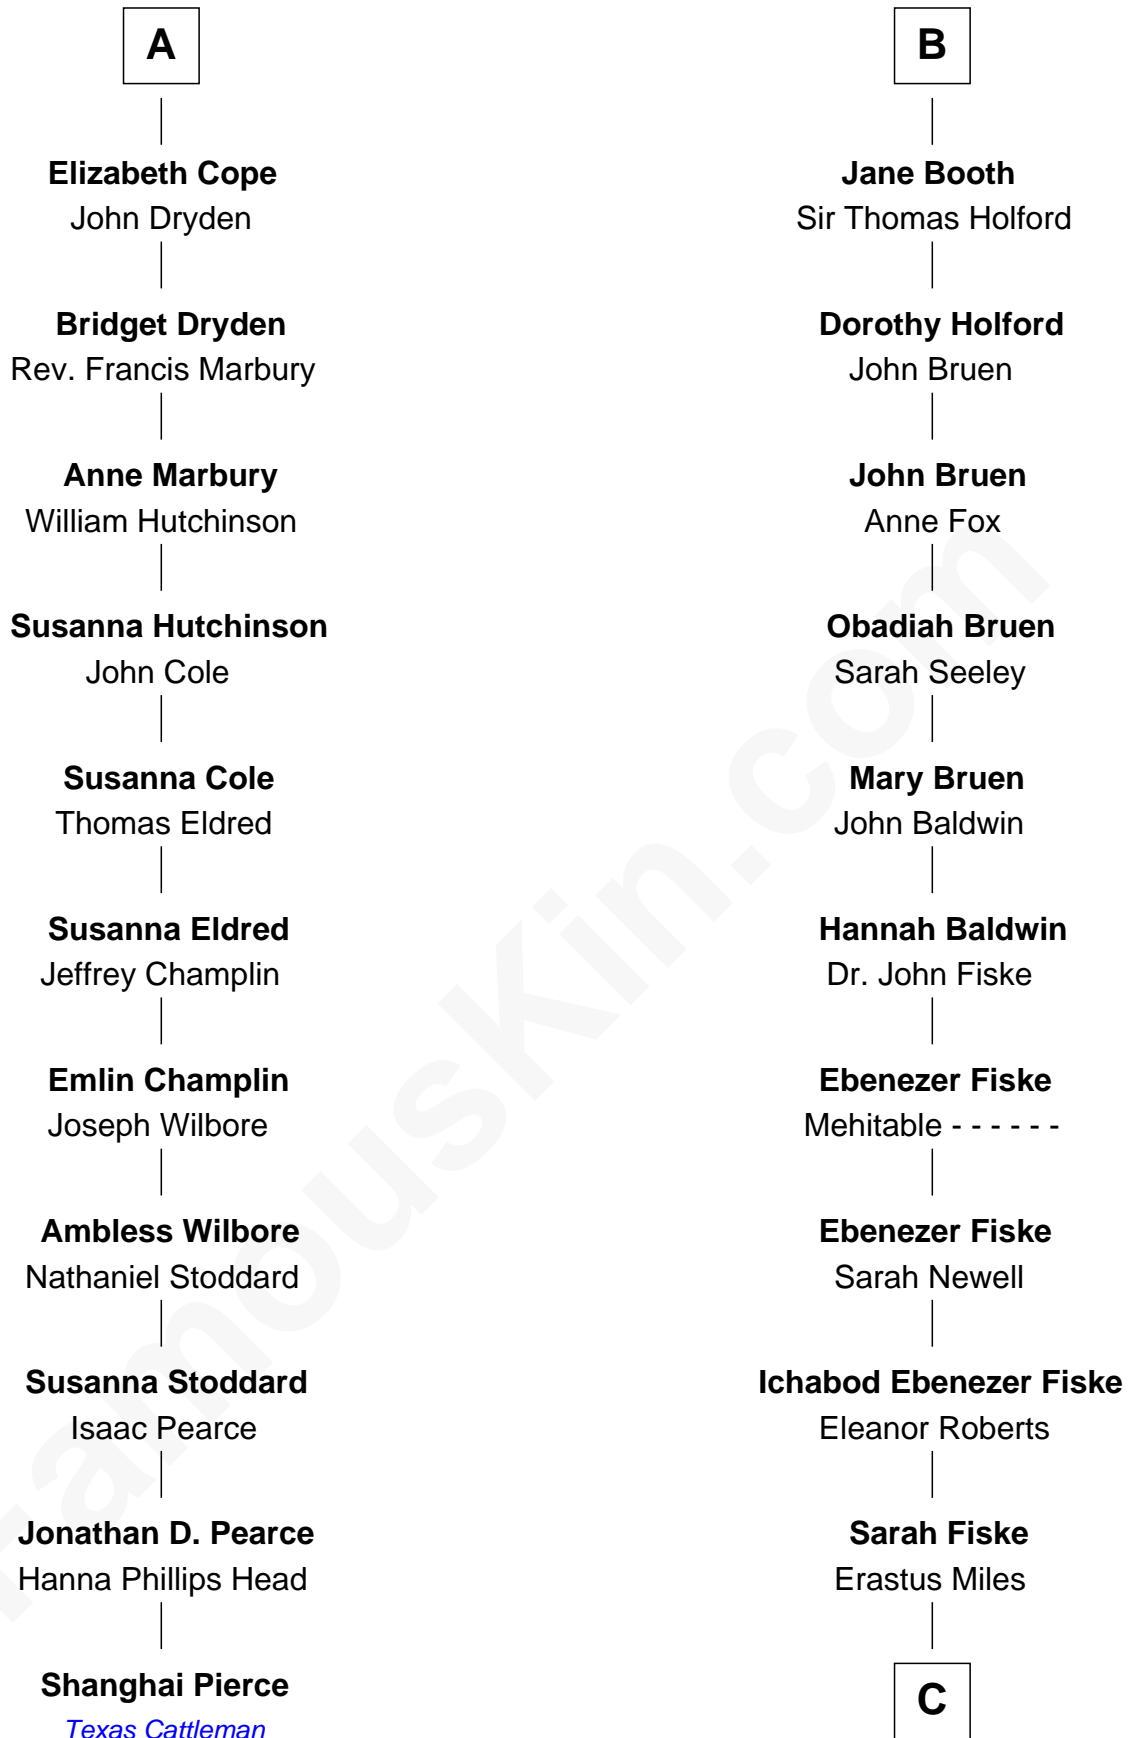 A
Elizabeth Cope
John Dryden
Bridget Dryden
Rev. Francis Marbury
Anne Marbury
William Hutchinson
Susanna Hutchinson
John Cole
Susanna Cole
Thomas Eldred
Susanna Eldred
Jeffrey Champlin
Emlin Champlin
Joseph Wilbore
Ambless Wilbore
Nathaniel Stoddard
Susanna Stoddard
Isaac Pearce
Jonathan D. Pearce
Hanna Phillips Head
Shanghai Pierce
Texas Cattleman
B
Jane Booth
Sir Thomas Holford
Dorothy Holford
John Bruen
John Bruen
Anne Fox
Obadiah Bruen
Sarah Seeley
Mary Bruen
John Baldwin
Hannah Baldwin
Dr. John Fiske
Ebenezer Fiske
Mehitable - - - - - -
Ebenezer Fiske
Sarah Newell
Ichabod Ebenezer Fiske
Eleanor Roberts
Sarah Fiske
Erastus Miles
C
FamousKin.com